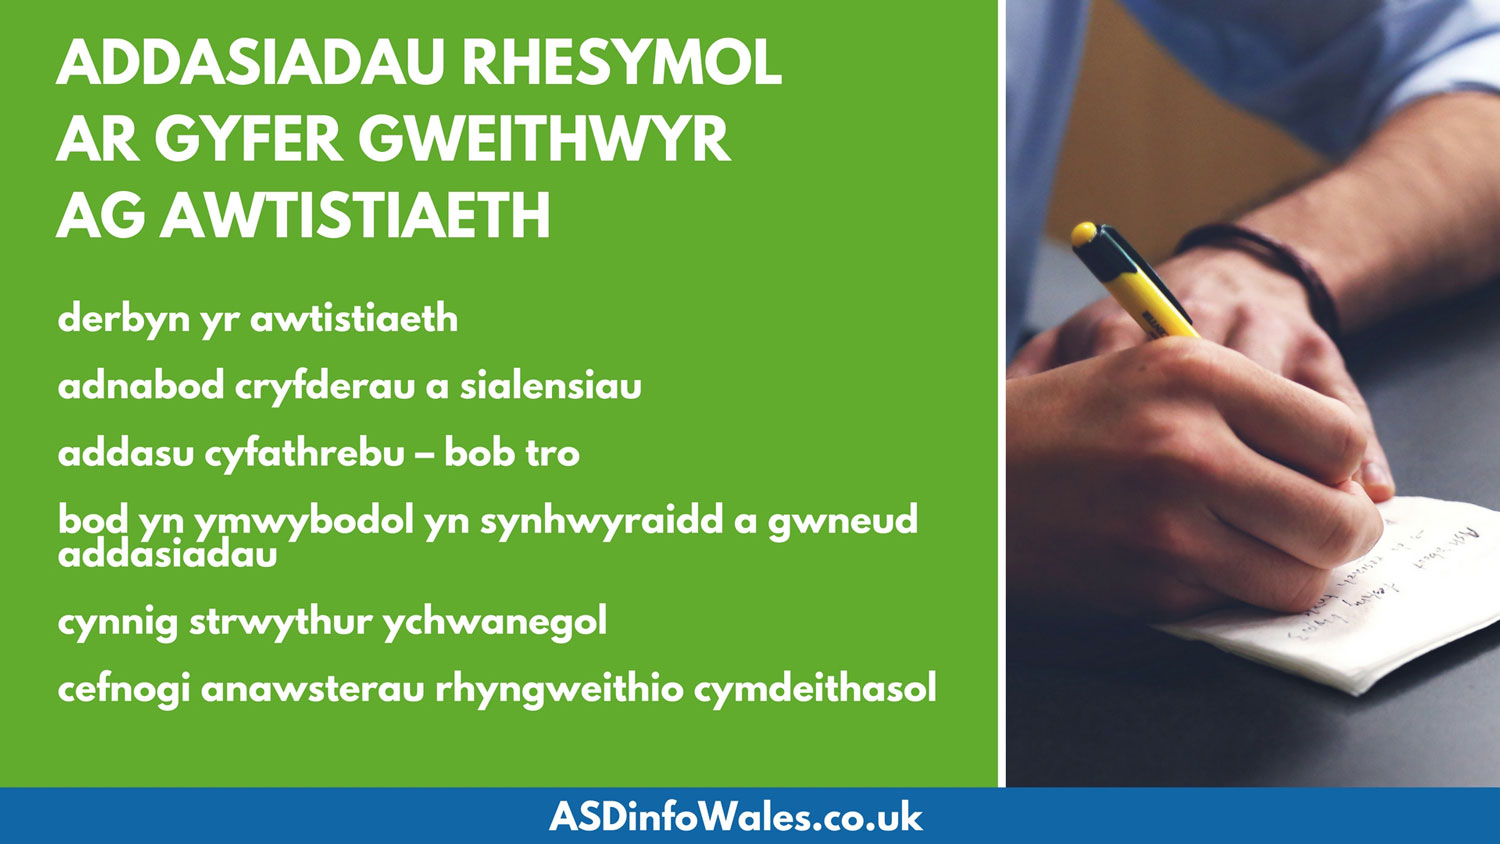 ADDASIADAU RHESYMOL
AR GYFER GWEITHWYR
AG AWTISTIAETH
derbyn yr awtistiaeth
adnabod cryfderau a sialensiau
addasu cyfathrebu – bob tro
bod yn ymwybodol yn synhwyraidd a gwneud
addasiadau
cynnig strwythur ychwanegol
cefnogi anawsterau rhyngweithio cymdeithasol
ASDinfoWales.co.uk